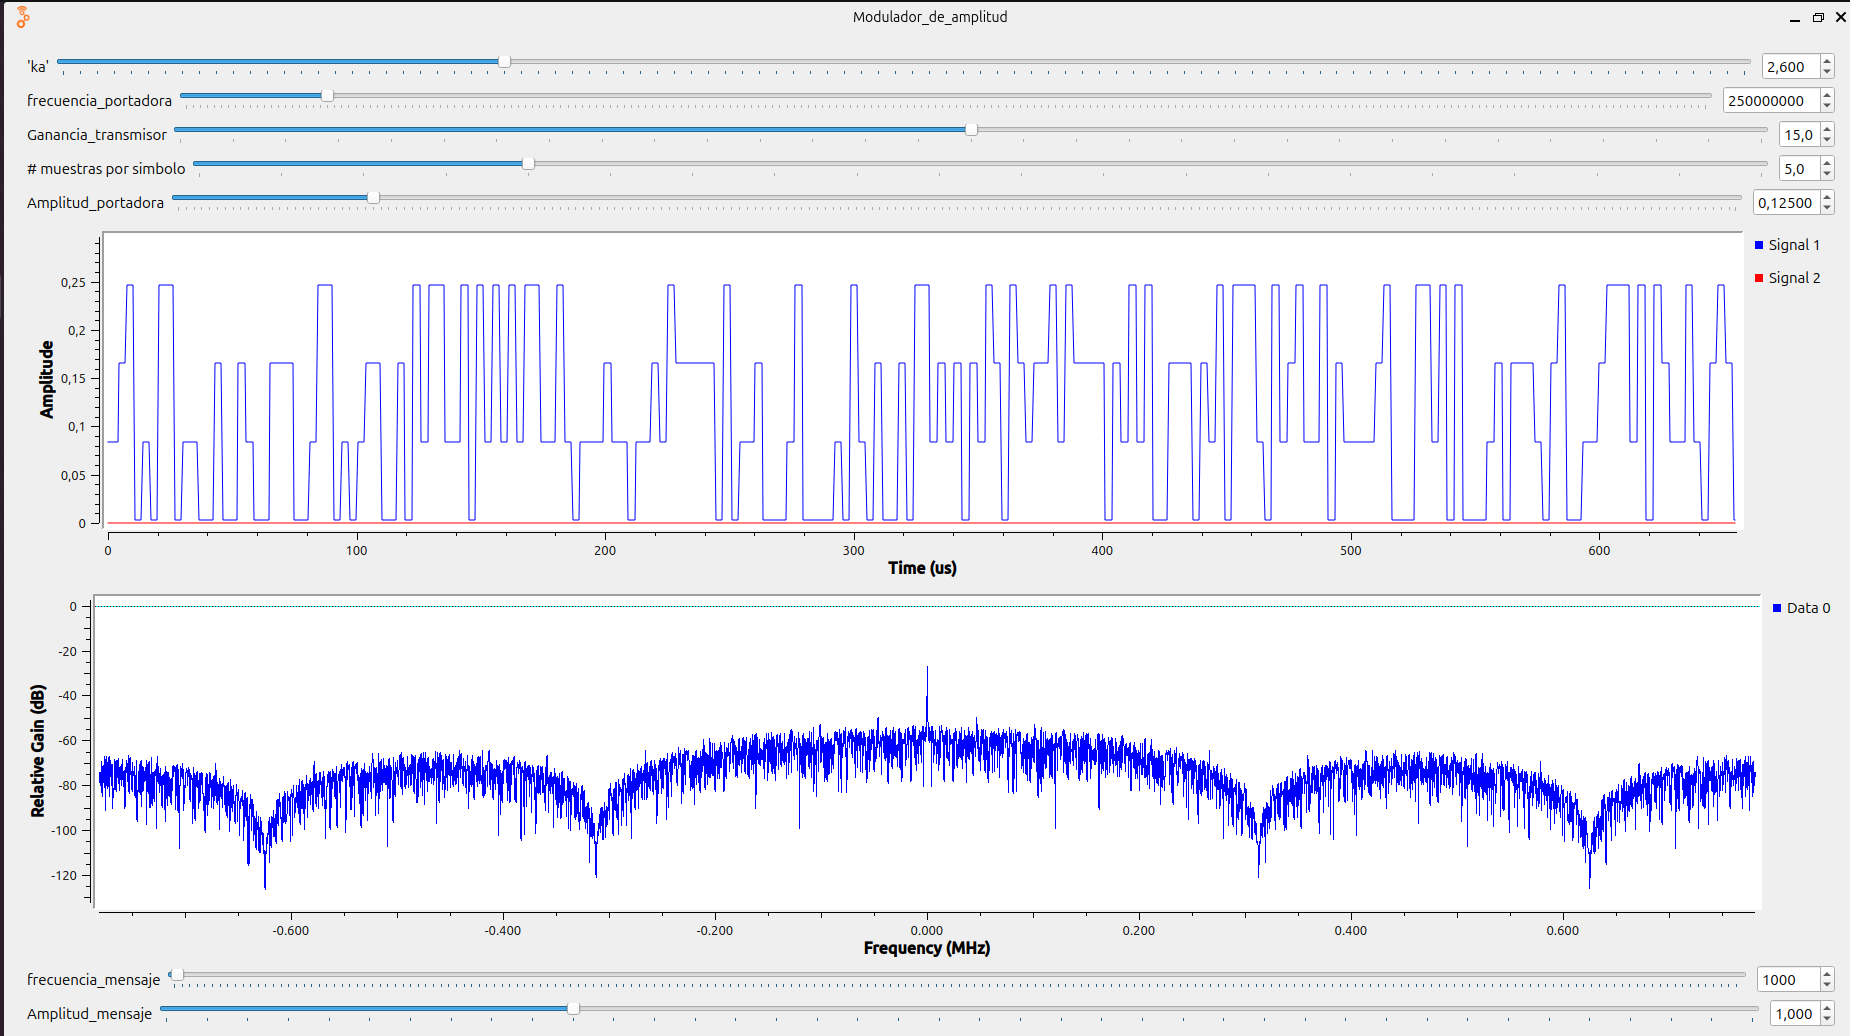 Modulador_de_amplitud
'ka' 2,600
frecuencia_portadora 250000000
Ganancia_transmisor 15,0
# muestras por simbolo 5,0
Amplitud_portadora 0,12500
Signal 1
Signal 2
Amplitude
0,25
0,2
0,15
0,1
0,05
0
0 100 200 300 400 500 600
Time (us)
Data 0
Relative Gain (dB)
0
-20
-40
-60
-80
-100
-120
-0.600 -0.400 -0.200 0.000 0.200 0.400 0.600
Frequency (MHz)
frecuencia_mensaje 1000
Amplitud_mensaje 1,000